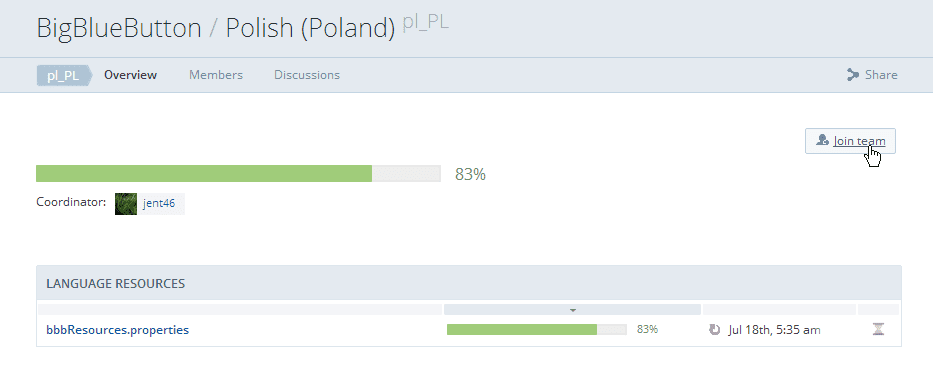 BigBlueButton / Polish (Poland) pl_PL
pl_PL Overview Members Discussions Share
Join team
83%
Coordinator: jent46
LANGUAGE RESOURCES
bbbResources.properties 83% Jul 18th, 5:35 am